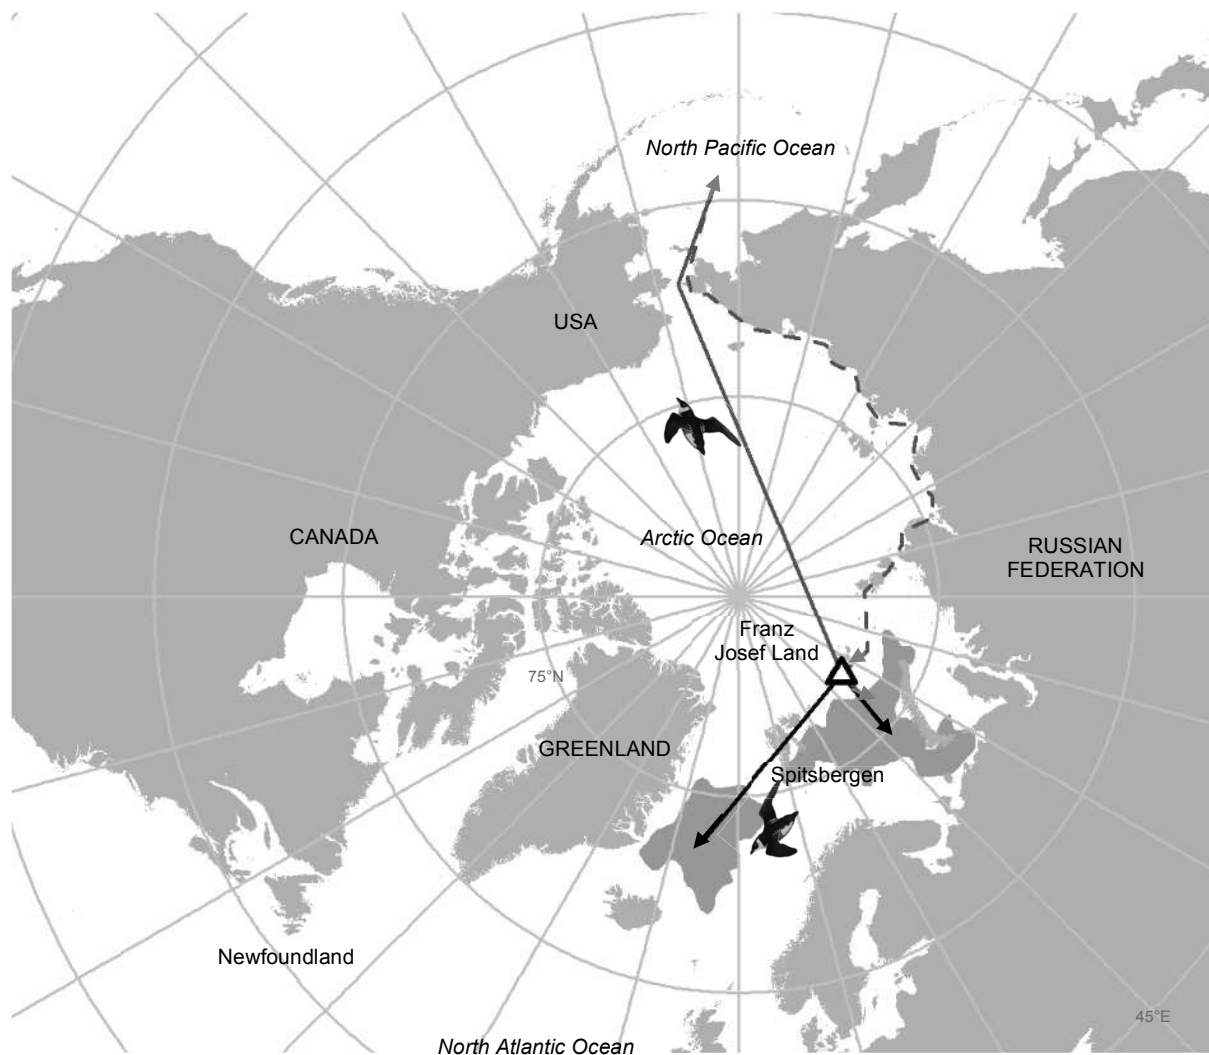 North Pacific Ocean
USA
CANADA
Arctic Ocean
RUSSIAN
FEDERATION
Franz
Josef Land
75°N
GREENLAND
Spitsbergen
Newfoundland
45°E
North Atlantic Ocean